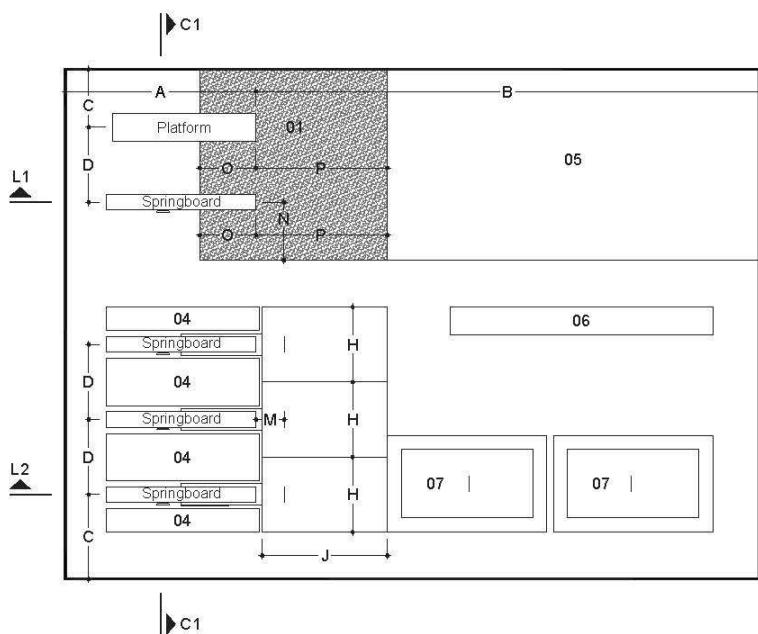 C1
A
B
C
Platform
01
05
D
O
P
L1
Springboard
N
O
P
04
06
Springboard
H
D
04
Springboard
M
H
D
04
07
07
L2
Springboard
H
04
C
J
C1